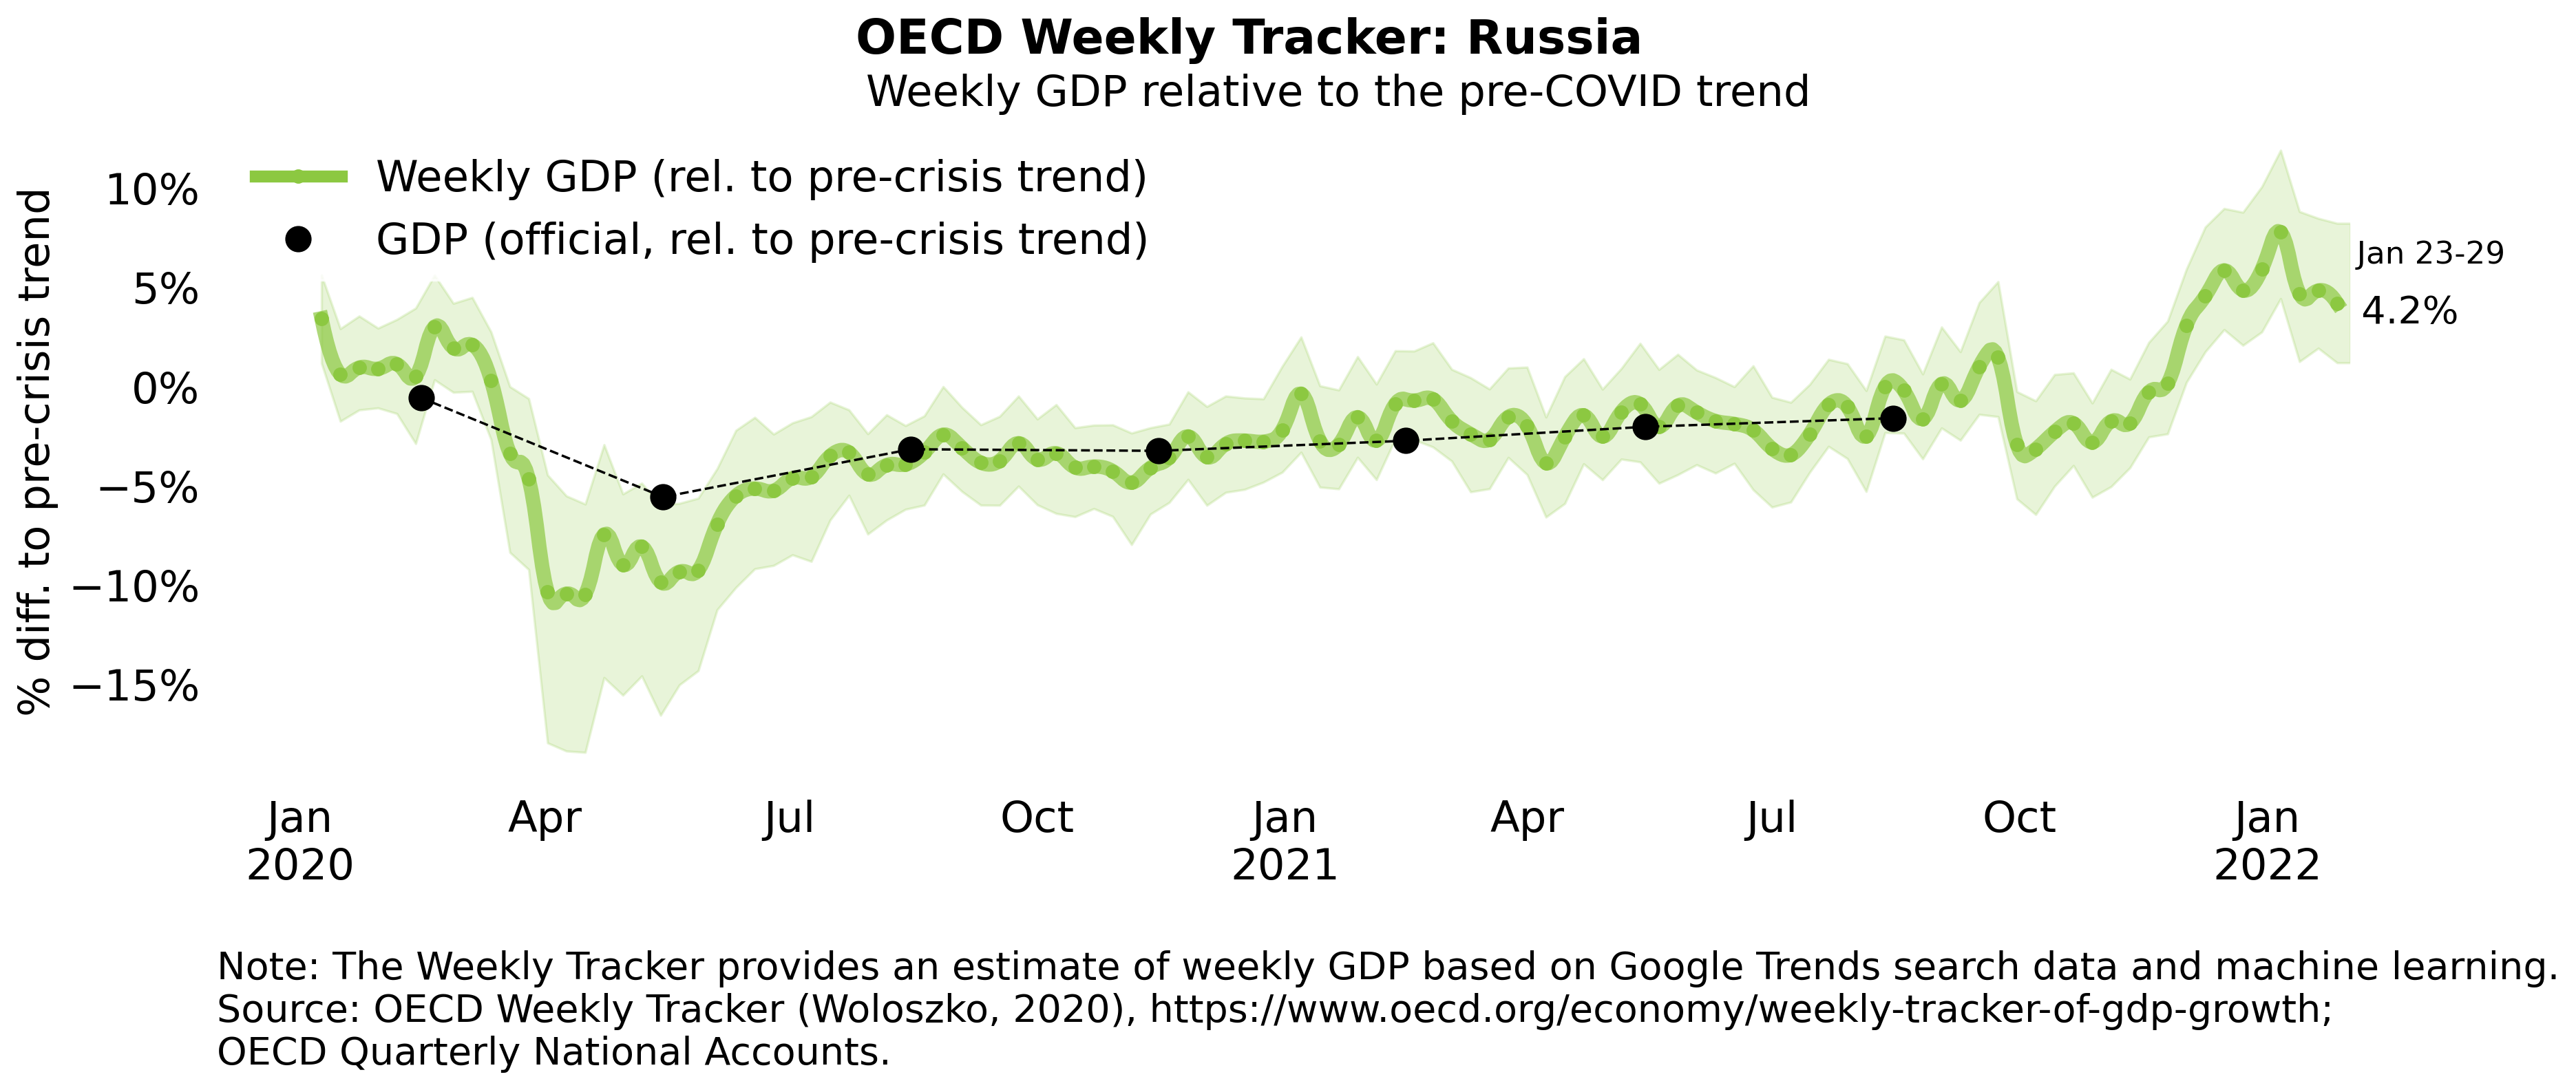 OECD Weekly Tracker: Russia
Weekly GDP relative to the pre-COVID trend
% diff. to pre-crisis trend
10%
5%
0%
−5%
−10%
−15%
Weekly GDP (rel. to pre-crisis trend)
GDP (official, rel. to pre-crisis trend)
Jan 23-29
4.2%
Jan Apr Jul Oct Jan Apr Jul Oct Jan
2020 2021 2022
Note: The Weekly Tracker provides an estimate of weekly GDP based on Google Trends search data and machine learning.
Source: OECD Weekly Tracker (Woloszko, 2020), https://www.oecd.org/economy/weekly-tracker-of-gdp-growth;
OECD Quarterly National Accounts.